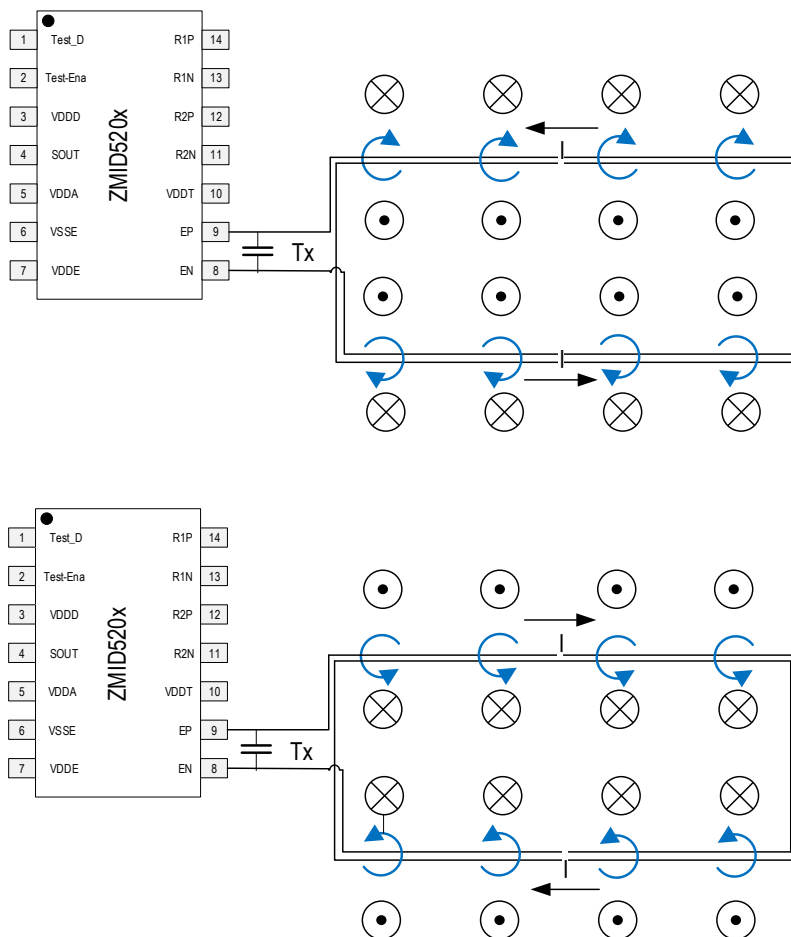 1 Test_D R1P 14
2 Test-Ena R1N 13
3 VDDD R2P 12
4 SOUT R2N 11
5 VDDA VDDT 10
6 VSSE EP 9
7 VDDE EN 8
ZMID520x
Tx
I
I
1 Test_D R1P 14
2 Test-Ena R1N 13
3 VDDD R2P 12
4 SOUT R2N 11
5 VDDA VDDT 10
6 VSSE EP 9
7 VDDE EN 8
ZMID520x
Tx
I
I